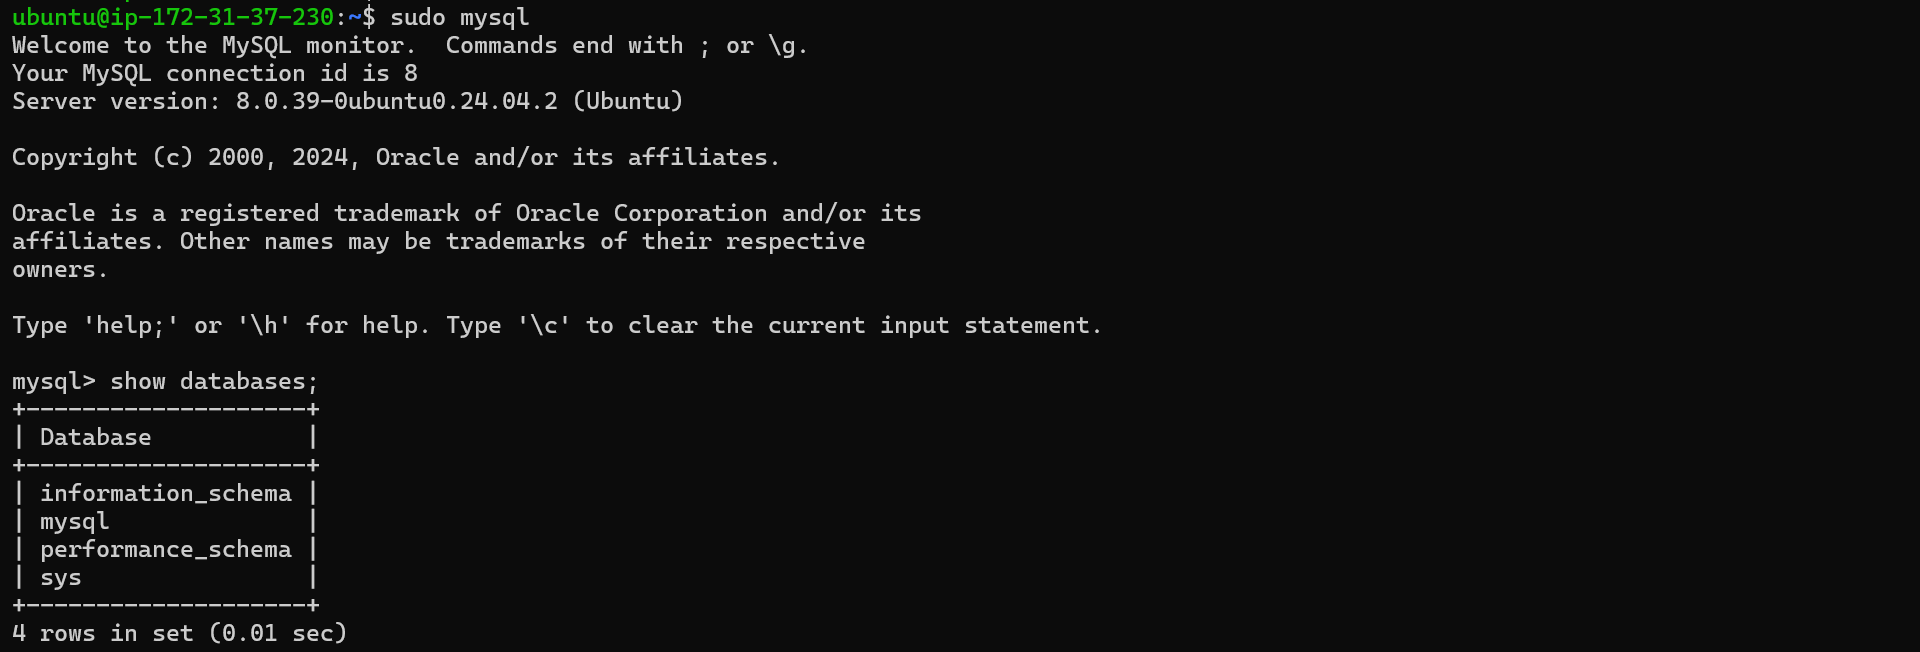 ubuntu@ip-172-31-37-230:~$ sudo mysql
Welcome to the MySQL monitor.  Commands end with ; or \g.
Your MySQL connection id is 8
Server version: 8.0.39-0ubuntu0.24.04.2 (Ubuntu)

Copyright (c) 2000, 2024, Oracle and/or its affiliates.

Oracle is a registered trademark of Oracle Corporation and/or its
affiliates. Other names may be trademarks of their respective
owners.

Type 'help;' or '\h' for help. Type '\c' to clear the current input statement.

mysql> show databases;
+--------------------+
| Database           |
+--------------------+
| information_schema |
| mysql              |
| performance_schema |
| sys                |
+--------------------+
4 rows in set (0.01 sec)